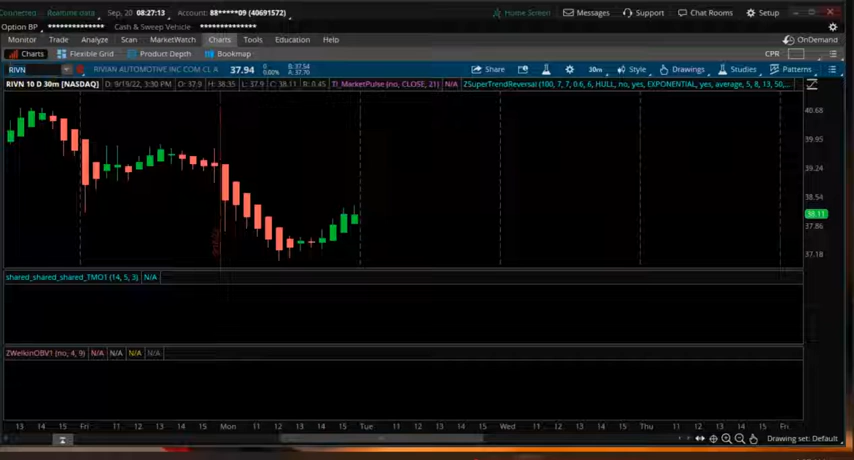 Connected Realtime data Sep, 20 08:27:13 Account: 88*****09 (40691572) Home Screen Messages Support Chat Rooms Setup
Option BP ************** Cash & Sweep Vehicle **************
Monitor Trade Analyze Scan MarketWatch Charts Tools Education Help OnDemand
Charts Flexible Grid Product Depth Bookmap CPR
RIVN RIVIAN AUTOMOTIVE INC COM CL A 37.94 0 0.00% B: 37.54 A: 37.70 Share 30m Style Drawings Studies Patterns
RIVN 10 D 30m [NASDAQ] D: 9/19/22, 3:30 PM O: 37.9 H: 38.35 L: 37.9 C: 38.11 R: 0.45 TI_MarketPulse (no, CLOSE, 21) N/A ZSuperTrendReversal (100, 7, 7, 0.6, 6, HULL, no, yes, EXPONENTIAL, yes, average, 5, 8, 13, 50,...
40.68
39.95
39.24
38.54
38.11
37.86
37.18
shared_shared_shared_TMO1 (14, 5, 3) N/A
ZWelkinOBV1 (no, 4, 9) N/A N/A N/A N/A
13 14 15 Fri 11 12 13 14 15 Mon 11 12 13 14 15 Tue 11 12 13 14 15 Wed 11 12 13 14 15 Thu 11 12 13 14 15 Fri
Drawing set: Default